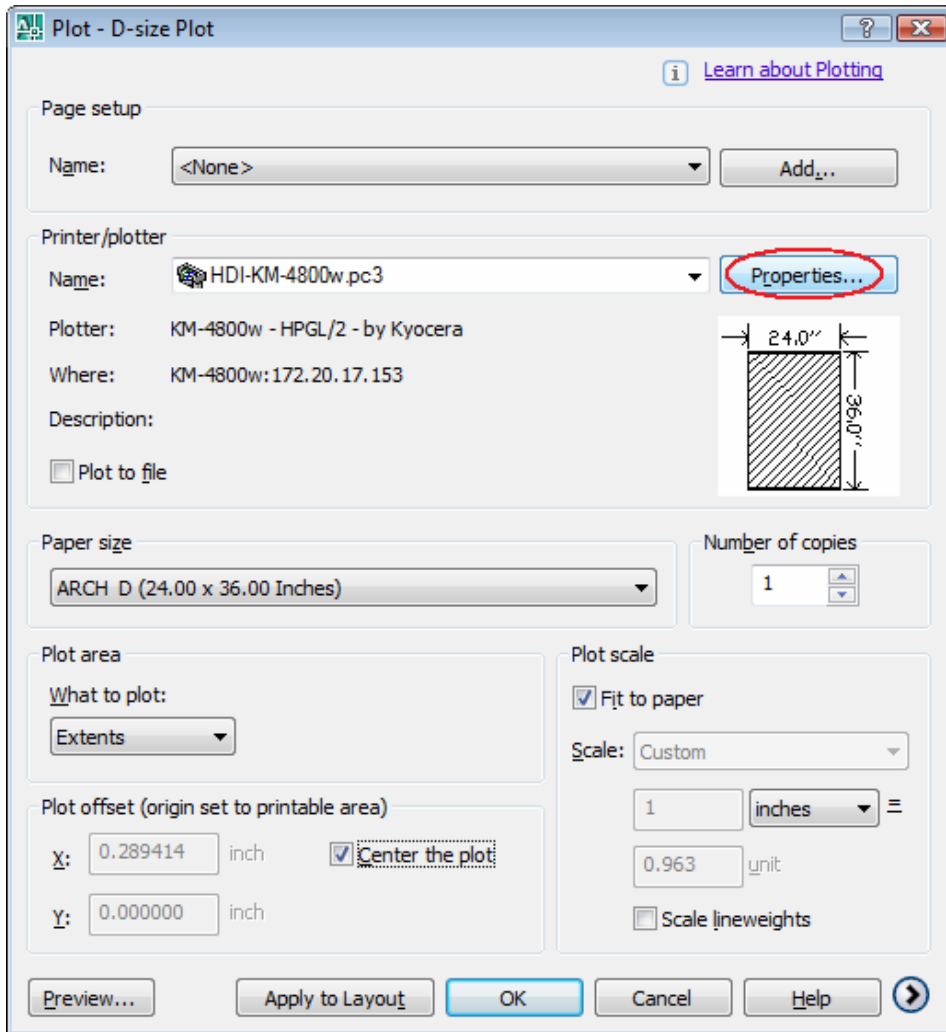 Plot - D-size Plot
Learn about Plotting
Page setup
Name:
<None>
Add...
Printer/plotter
Name:
HDI-KM-4800w.pc3
Properties...
Plotter:
KM-4800w - HPGL/2 - by Kyocera
Where:
KM-4800w:172.20.17.153
Description:
Plot to file
24.0''
36.0''
Paper size
ARCH D (24.00 x 36.00 Inches)
Number of copies
1
Plot area
What to plot:
Extents
Plot offset (origin set to printable area)
X: 0.289414 inch
Center the plot
Y: 0.000000 inch
Plot scale
Fit to paper
Scale: Custom
1 inches =
0.963 unit
Scale lineweights
Preview...
Apply to Layout
OK
Cancel
Help